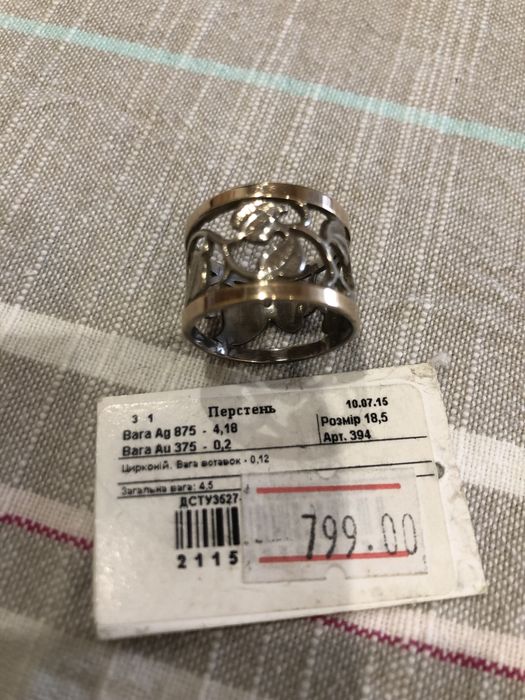 3 1 Перстень 10.07.15
Вага Ag 875 - 4,18 Розмір 18,5
Вага Au 375 - 0,2 Арт. 394
Цирконій. Вага вставок - 0,12
Загальна вага: 4,5
ДСТУ3527
799.00
2115